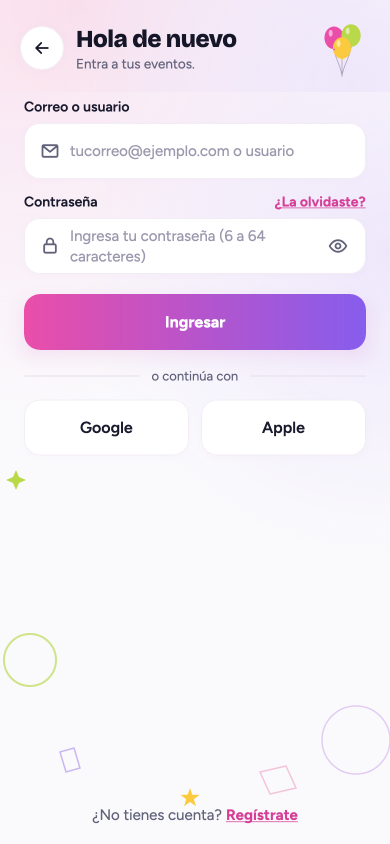 Hola de nuevo
Entra a tus eventos.
Correo o usuario
tucorreo@ejemplo.com o usuario
Contraseña
¿La olvidaste?
Ingresa tu contraseña (6 a 64
caracteres)
Ingresar
o continúa con
Google
Apple
¿No tienes cuenta? Regístrate